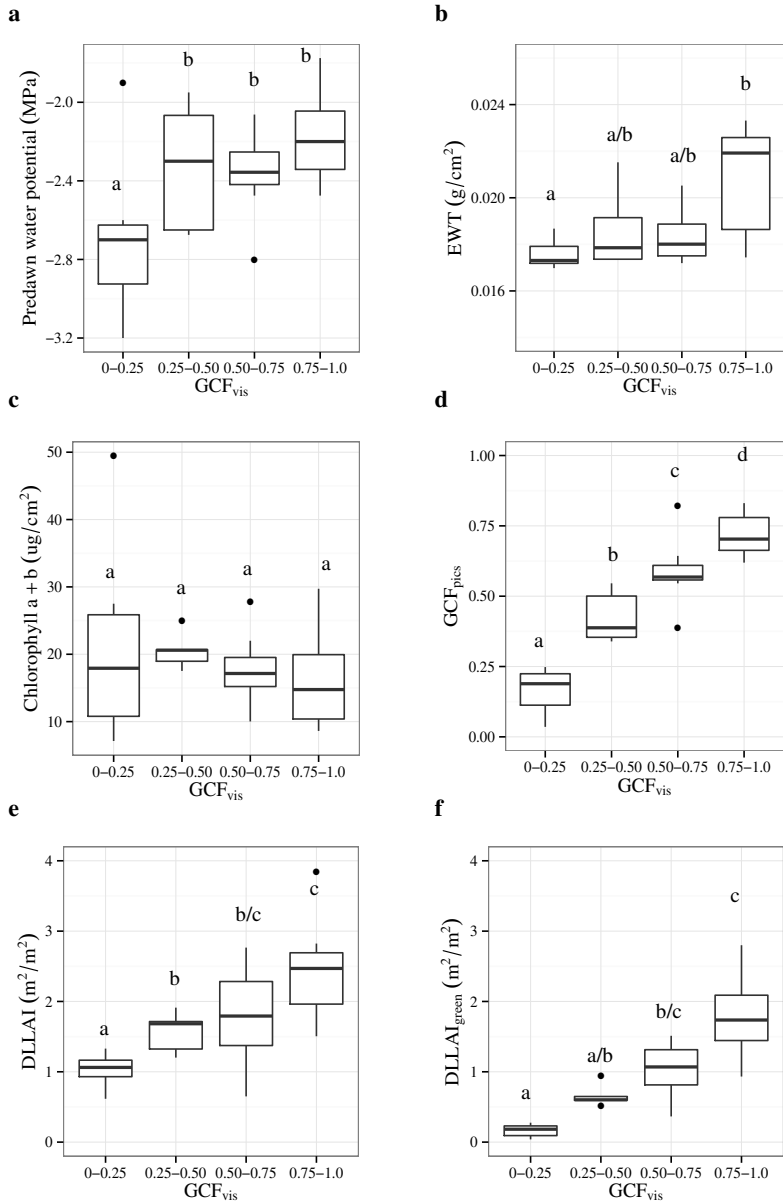 a
Predawn water potential (MPa)
−2.0
−2.4
−2.8
−3.2
a
b
b
b
0−0.25 0.25−0.50 0.50−0.75 0.75−1.0
GCFvis
b
EWT (g/cm²)
0.024
0.020
0.016
a
a/b
a/b
b
0−0.25 0.25−0.50 0.50−0.75 0.75−1.0
GCFvis
c
Chlorophyll a + b (ug/cm²)
50
40
30
20
10
a
a
a
a
0−0.25 0.25−0.50 0.50−0.75 0.75−1.0
GCFvis
d
GCFpics
1.00
0.75
0.50
0.25
0.00
a
b
c
d
0−0.25 0.25−0.50 0.50−0.75 0.75−1.0
GCFvis
e
DLLAI (m²/m²)
4
3
2
1
0
a
b
b/c
c
0−0.25 0.25−0.50 0.50−0.75 0.75−1.0
GCFvis
f
DLLAIgreen (m²/m²)
4
3
2
1
0
a
a/b
b/c
c
0−0.25 0.25−0.50 0.50−0.75 0.75−1.0
GCFvis